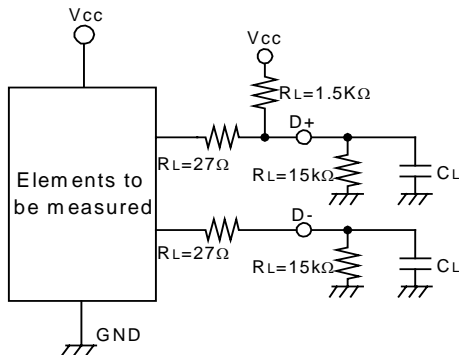 Vcc
Vcc
RL=1.5KΩ
D+
RL=27Ω
RL=15kΩ
CL
Elements to
be measured
D-
RL=27Ω
RL=15kΩ
CL
GND